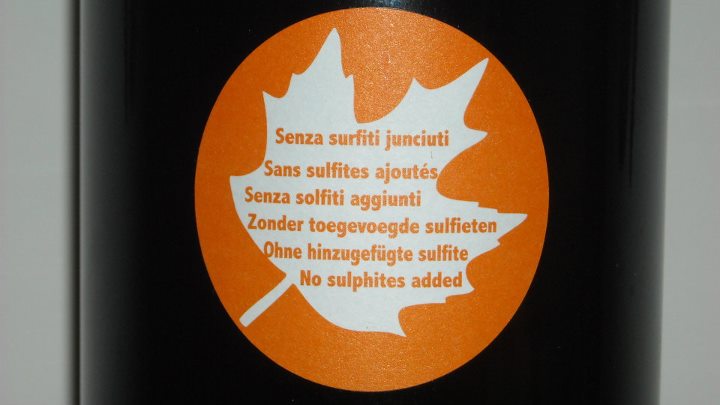 Senza surfiti junciuti
Sans sulfites ajoutés
Senza solfiti aggiunti
Zonder toegevoegde sulfieten
Ohne hinzugefügte sulfite
No sulphites added